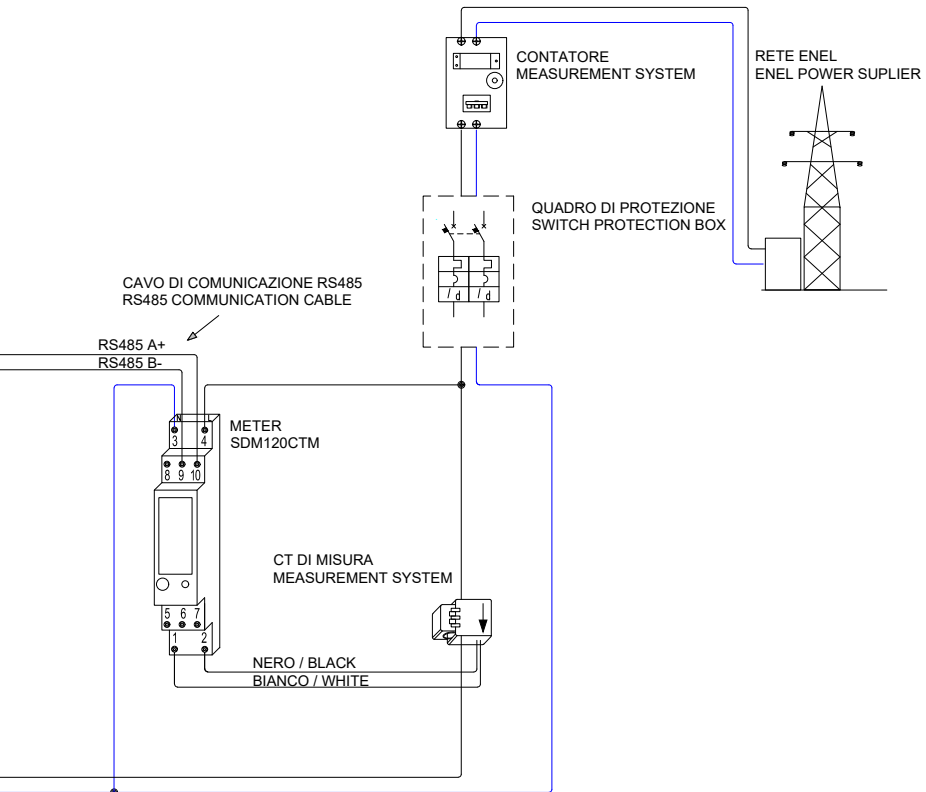 CONTATORE
MEASUREMENT SYSTEM
RETE ENEL
ENEL POWER SUPLIER
QUADRO DI PROTEZIONE
SWITCH PROTECTION BOX
CAVO DI COMUNICAZIONE RS485
RS485 COMMUNICATION CABLE
RS485 A+
RS485 B-
METER
SDM120CTM
N L
3 4
8 9 10
CT DI MISURA
MEASUREMENT SYSTEM
5 6 7
1 2
NERO / BLACK
BIANCO / WHITE